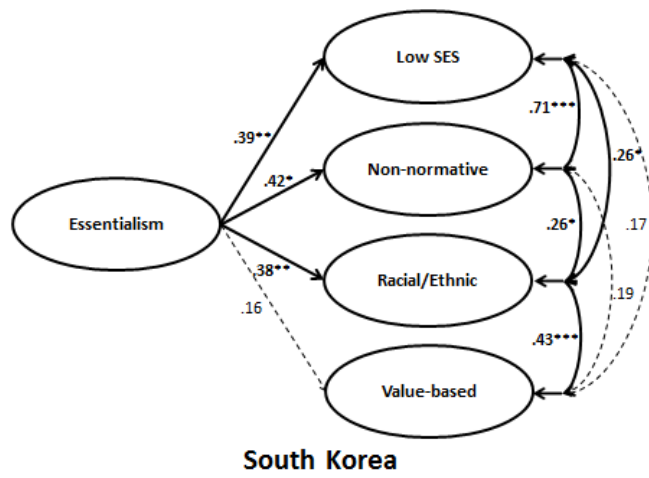 Low SES
.71***
.39**
.26*
.42*
Non-normative
Essentialism
.26*
.17
.38**
Racial/Ethnic
.19
.16
.43***
Value-based
South Korea